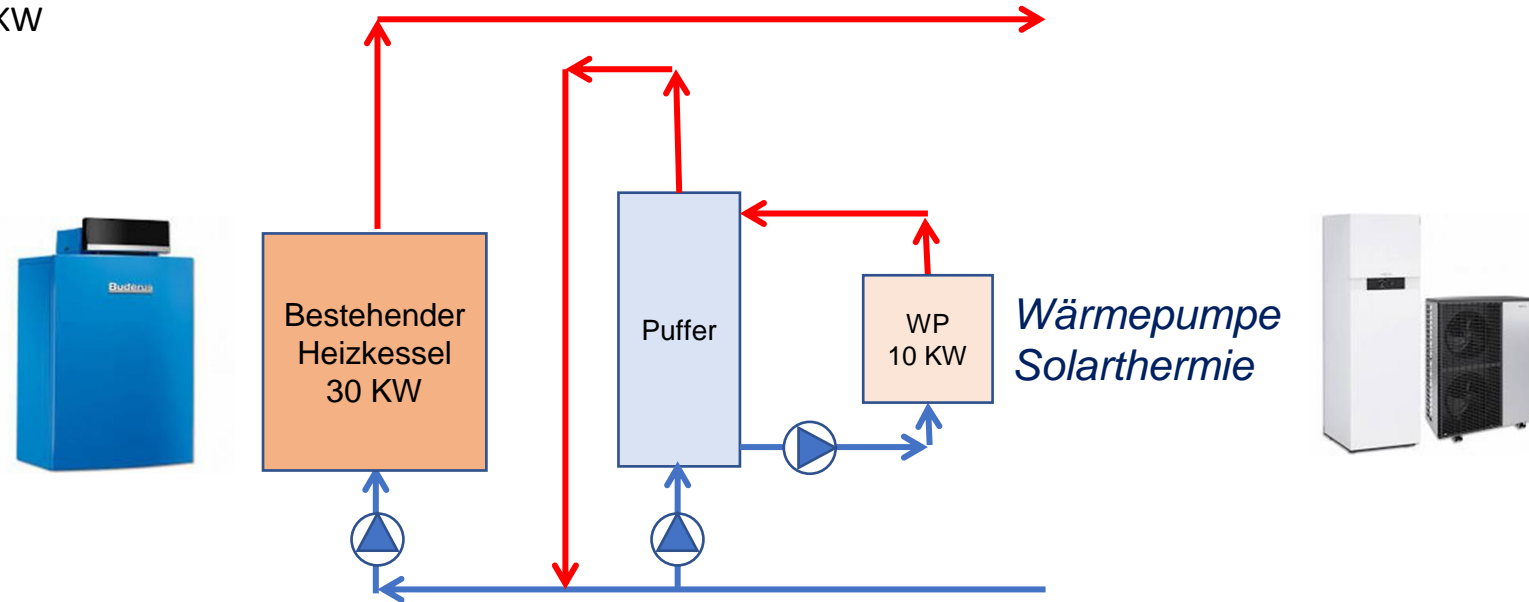 KW
Buderus
Bestehender
Heizkessel
30 KW
Puffer
WP
10 KW
Wärmepumpe
Solarthermie